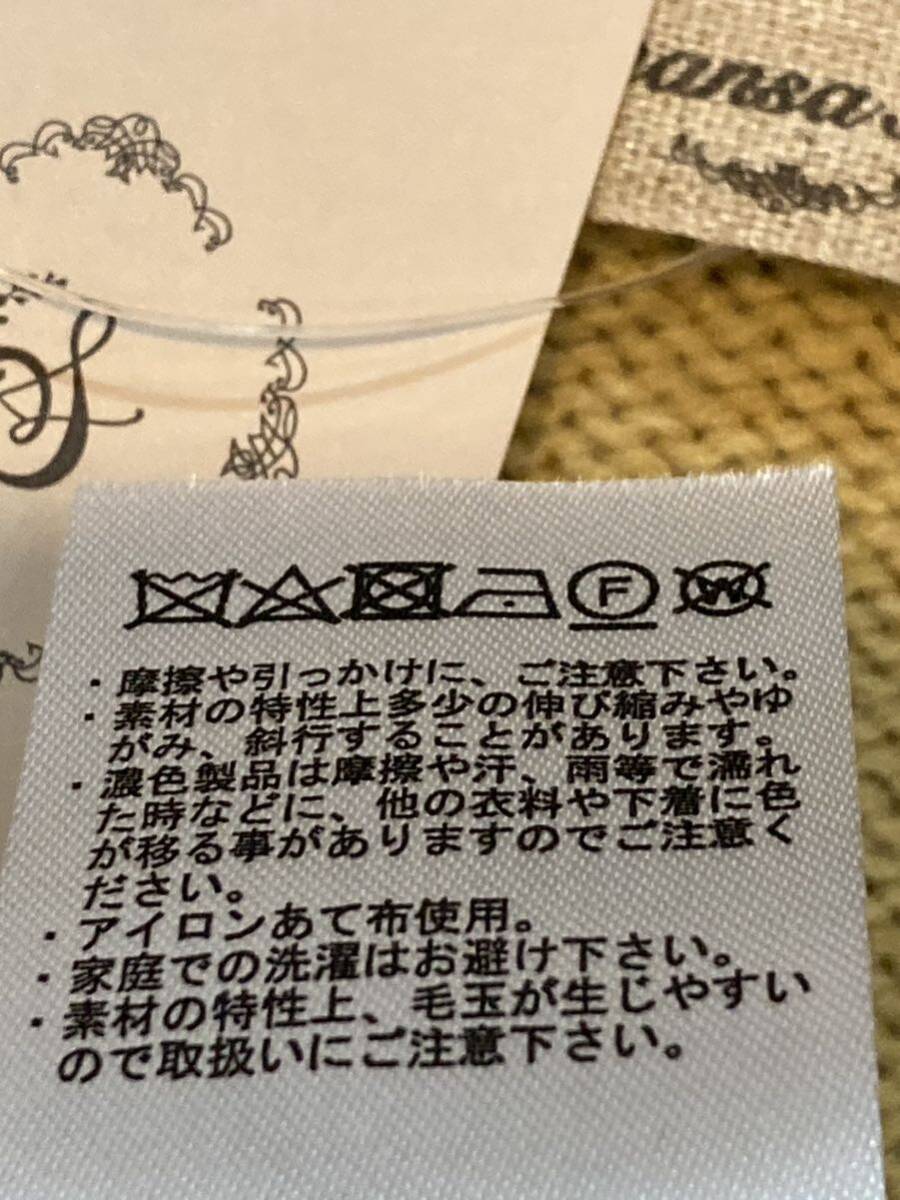 ansa
S
F
W
・摩擦や引っかけに、ご注意下さい。
・素材の特性上多少の伸び縮みやゆ
がみ、斜行することがあります。
・濃色製品は摩擦や汗、雨等で濡れ
た時などに、他の衣料や下着に色
が移る事がありますのでご注意く
ださい。
・アイロンあて布使用。
・家庭での洗濯はお避け下さい。
・素材の特性上、毛玉が生じやすい
ので取扱いにご注意下さい。